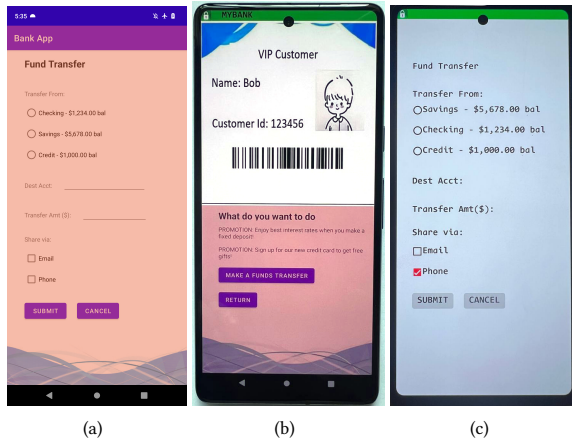 5:35
Bank App
Fund Transfer
Transfer From:
Checking - $1,234.00 bal
Savings - $5,678.00 bal
Credit - $1,000.00 bal
Dest Acct:
Transfer Amt ($):
Share via:
Email
Phone
SUBMIT CANCEL
(a)
MYBANK
VIP Customer
Name: Bob
Customer Id: 123456
What do you want to do
PROMOTION: Enjoy best interest rates when you make a
fixed deposit!
PROMOTION: Sign up for our new credit card to get free
gifts!
MAKE A FUNDS TRANSFER
RETURN
(b)
Fund Transfer
Transfer From:
Savings - $5,678.00 bal
Checking - $1,234.00 bal
Credit - $1,000.00 bal
Dest Acct:
Transfer Amt($):
Share via:
Email
Phone
SUBMIT CANCEL
(c)